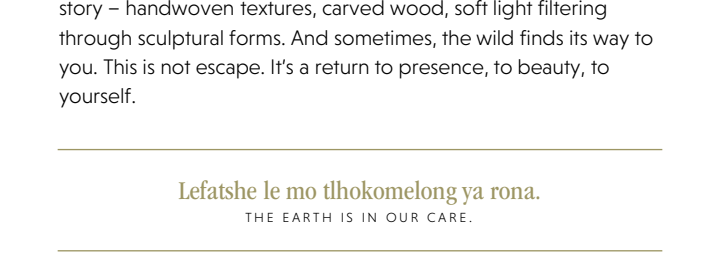 story – handwoven textures, carved wood, soft light filtering
through sculptural forms. And sometimes, the wild finds its way to
you. This is not escape. It's a return to presence, to beauty, to
yourself.
Lefatshe le mo tlhokomelong ya rona.
THE EARTH IS IN OUR CARE.